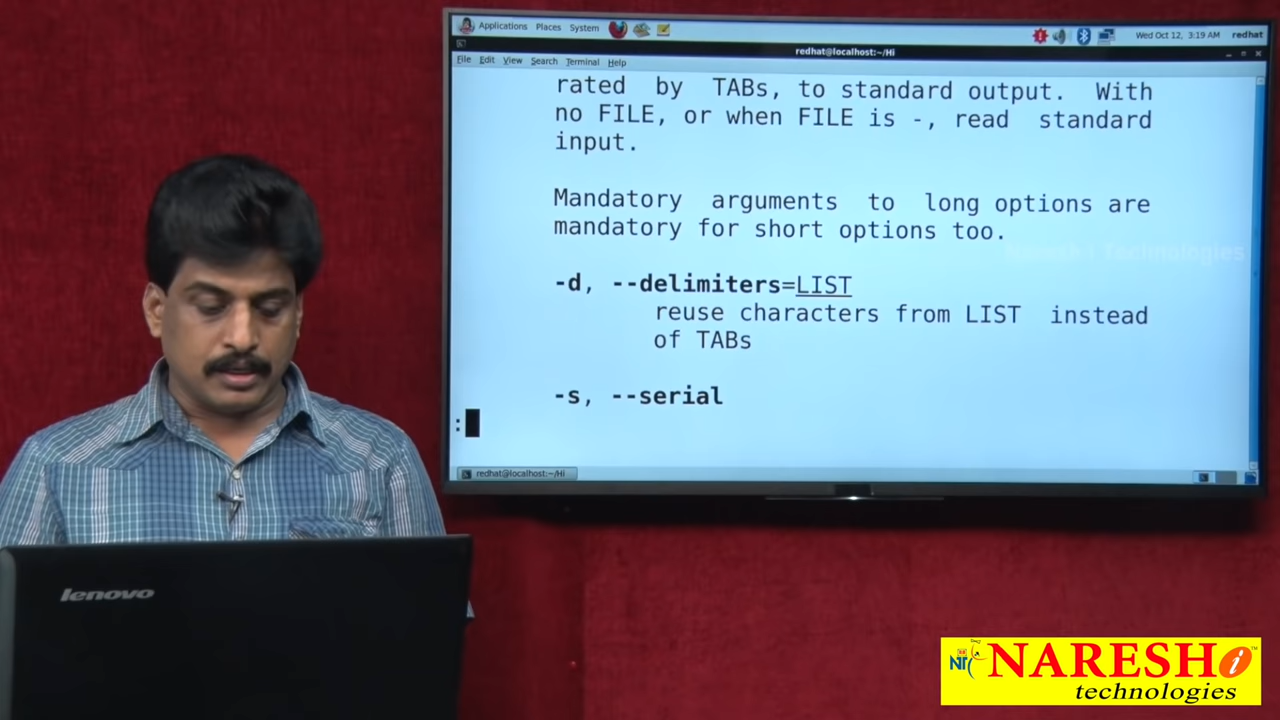 Applications Places System
Wed Oct 12, 3:19 AM redhat
redhat@localhost:~/Hi
File Edit View Search Terminal Help
rated by TABs, to standard output. With
no FILE, or when FILE is -, read standard
input.
Mandatory arguments to long options are
mandatory for short options too.
-d, --delimiters=LIST
reuse characters from LIST instead
of TABs
-s, --serial
:
redhat@localhost:~/Hi
lenovo
NARESH i
technologies